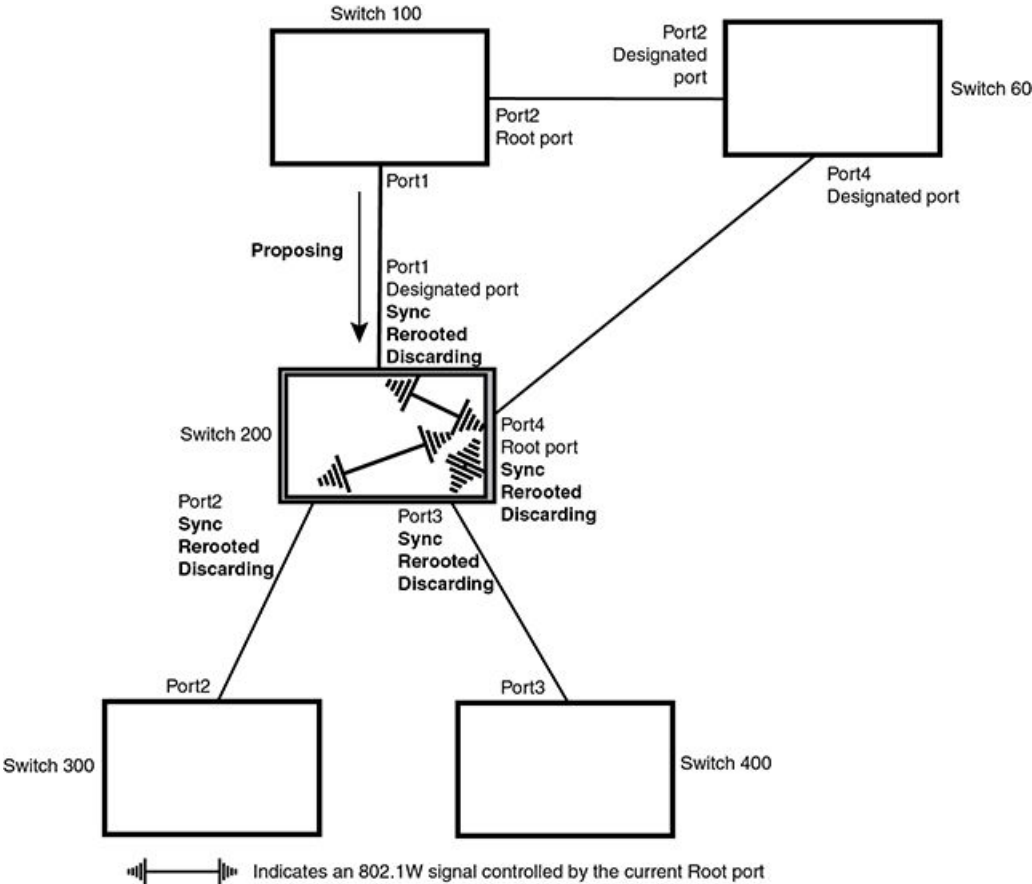 Switch 100
Port2
Designated
port
Switch 60
Port2
Root port
Port1
Port4
Designated port
Proposing
Port1
Designated port
Sync
Rerooted
Discarding
Switch 200
Port4
Root port
Sync
Rerooted
Discarding
Port2
Sync
Rerooted
Discarding
Port3
Sync
Rerooted
Discarding
Port2
Port3
Switch 300
Switch 400
Indicates an 802.1W signal controlled by the current Root port